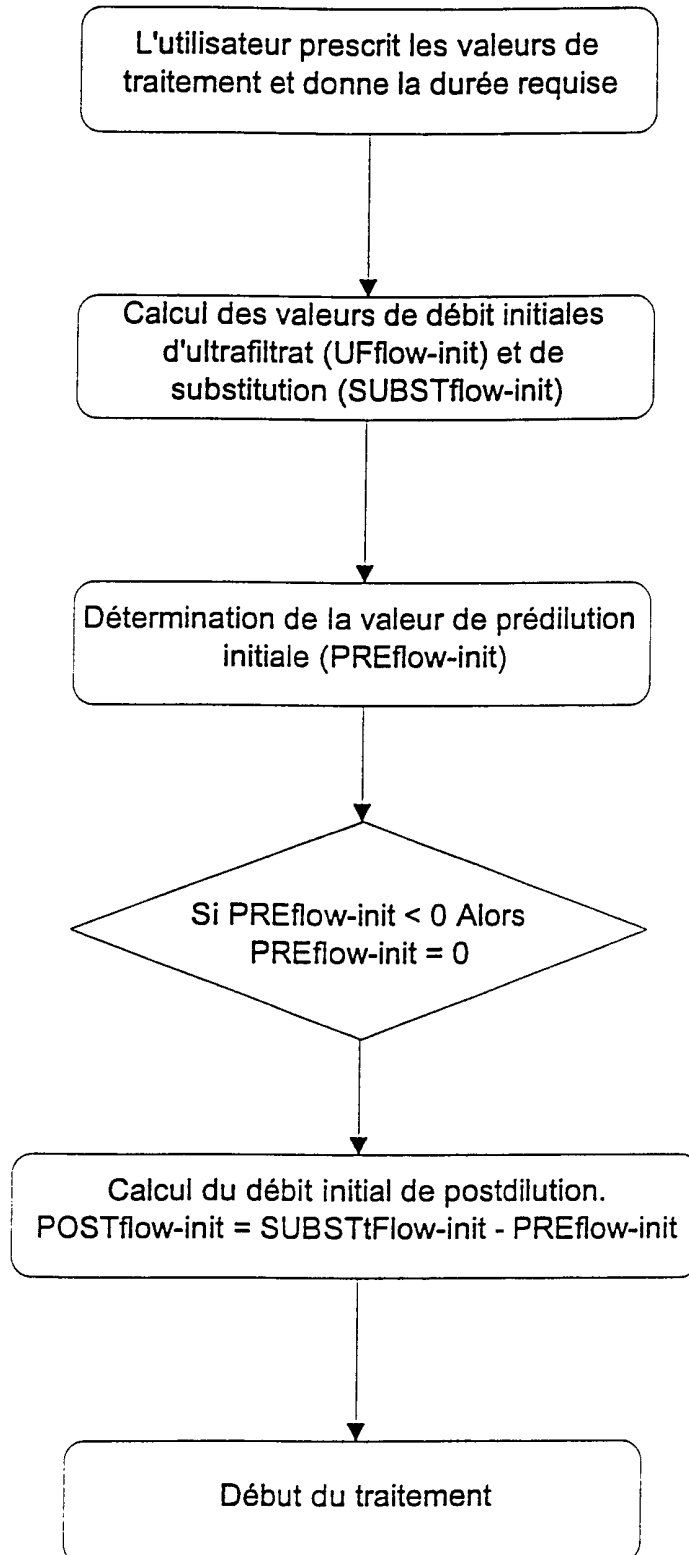 L'utilisateur prescrit les valeurs de
traitement et donne la durée requise
Calcul des valeurs de débit initiales
d'ultrafiltrat (UFflow-init) et de
substitution (SUBSTflow-init)
Détermination de la valeur de prédilution
initiale (PREflow-init)
Si PREflow-init < 0 Alors
PREflow-init = 0
Calcul du débit initial de postdilution.
POSTflow-init = SUBSTtFlow-init - PREflow-init
Début du traitement